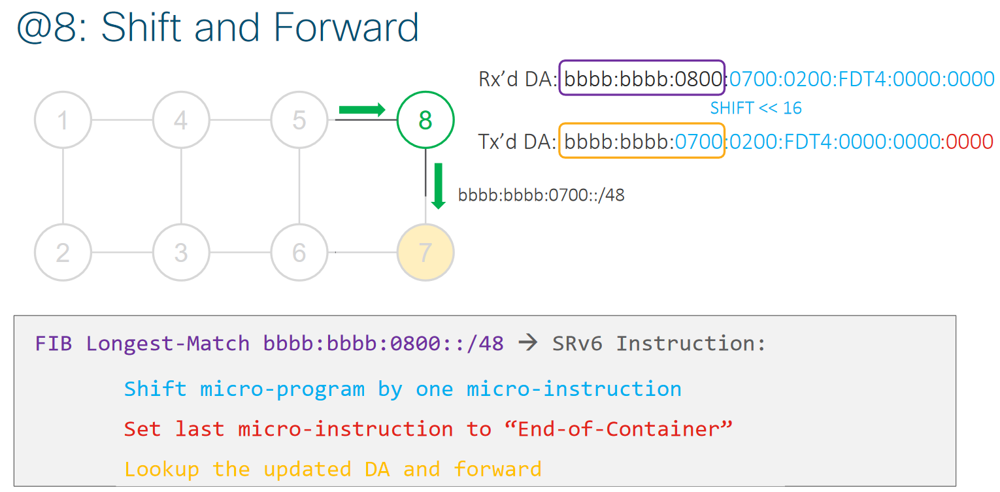 @8: Shift and Forward
Rx’d DA: bbbb:bbbb:0800:0700:0200:FDT4:0000:0000
SHIFT << 16
Tx’d DA: bbbb:bbbb:0700:0200:FDT4:0000:0000:0000
1 4 5 8
bbbb:bbbb:0700::/48
2 3 6 7
FIB Longest-Match bbbb:bbbb:0800::/48 → SRv6 Instruction:
Shift micro-program by one micro-instruction
Set last micro-instruction to “End-of-Container”
Lookup the updated DA and forward